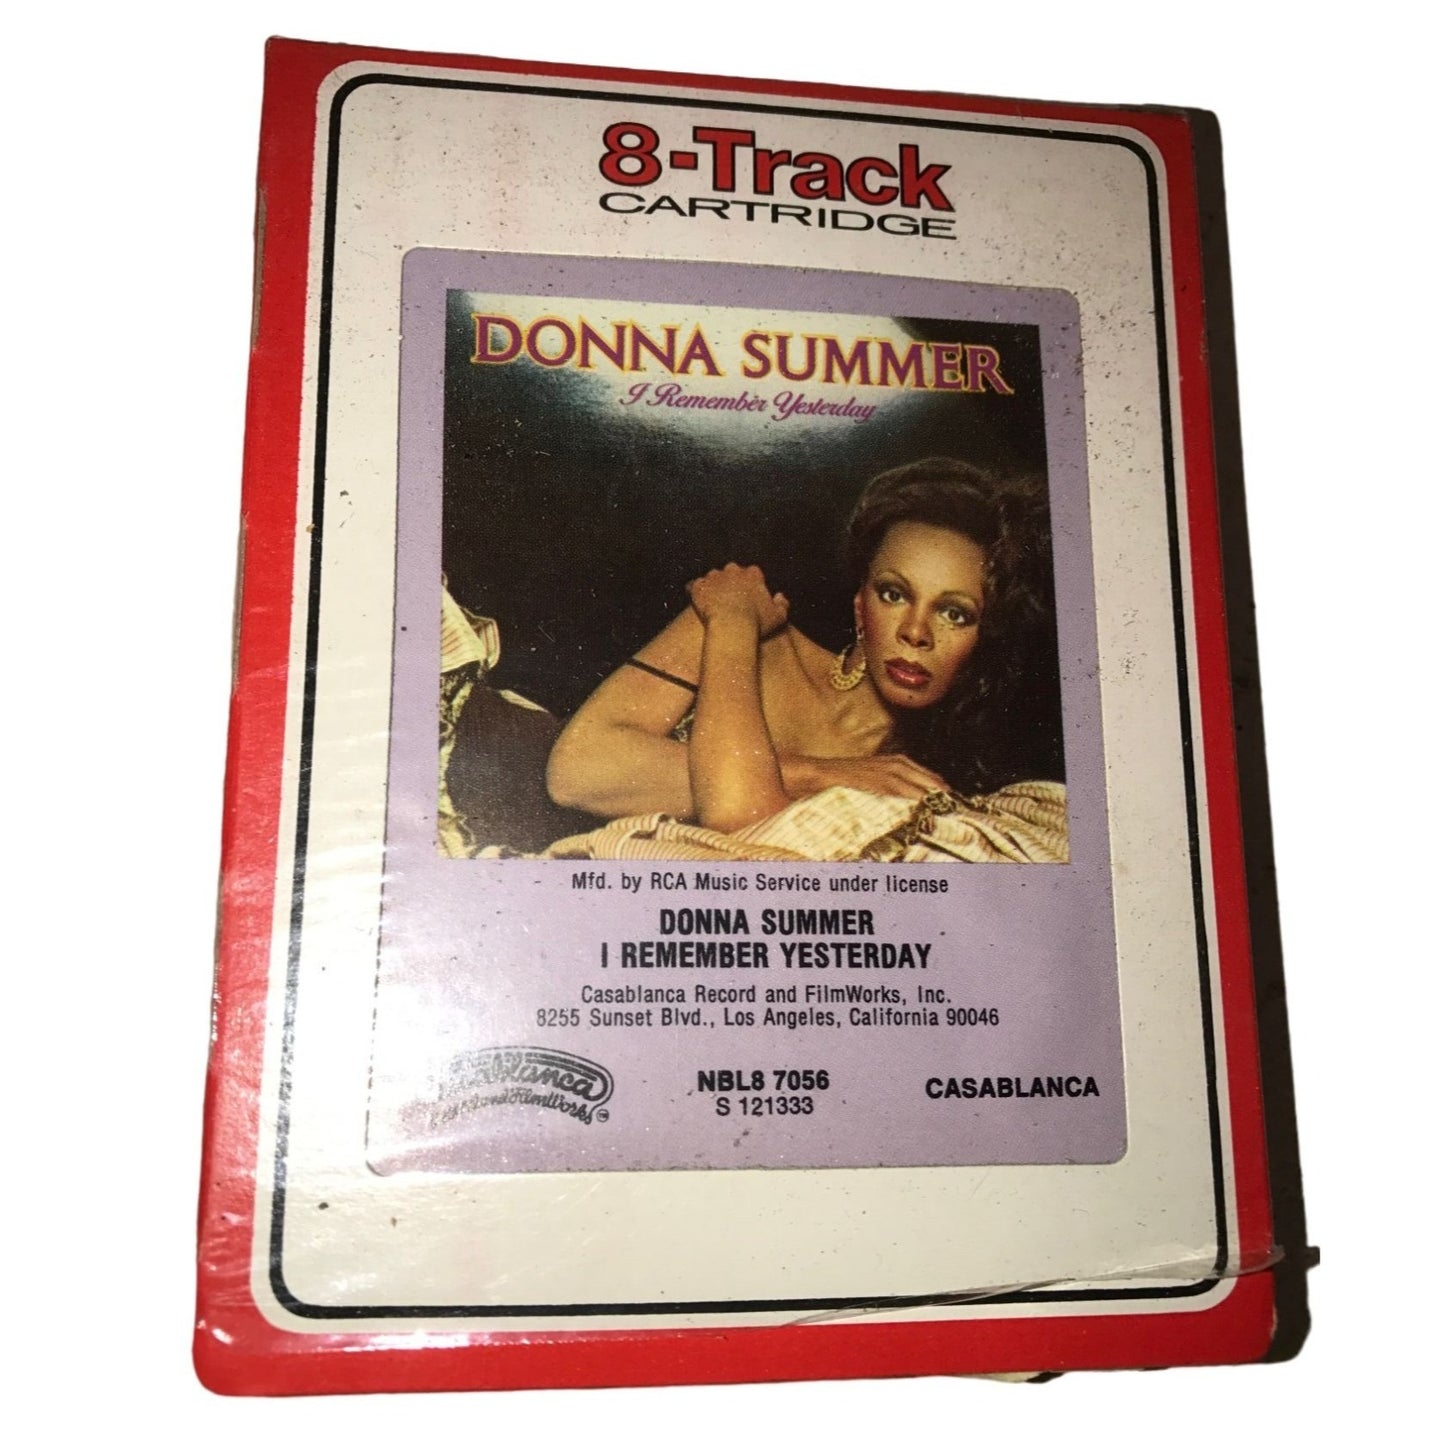 8-Track
CARTRIDGE
DONNA SUMMER
I Remember Yesterday
Mfd. by RCA Music Service under license
DONNA SUMMER
I REMEMBER YESTERDAY
Casablanca Record and FilmWorks, Inc.
8255 Sunset Blvd., Los Angeles, California 90046
NBL8 7056
S 121333
CASABLANCA